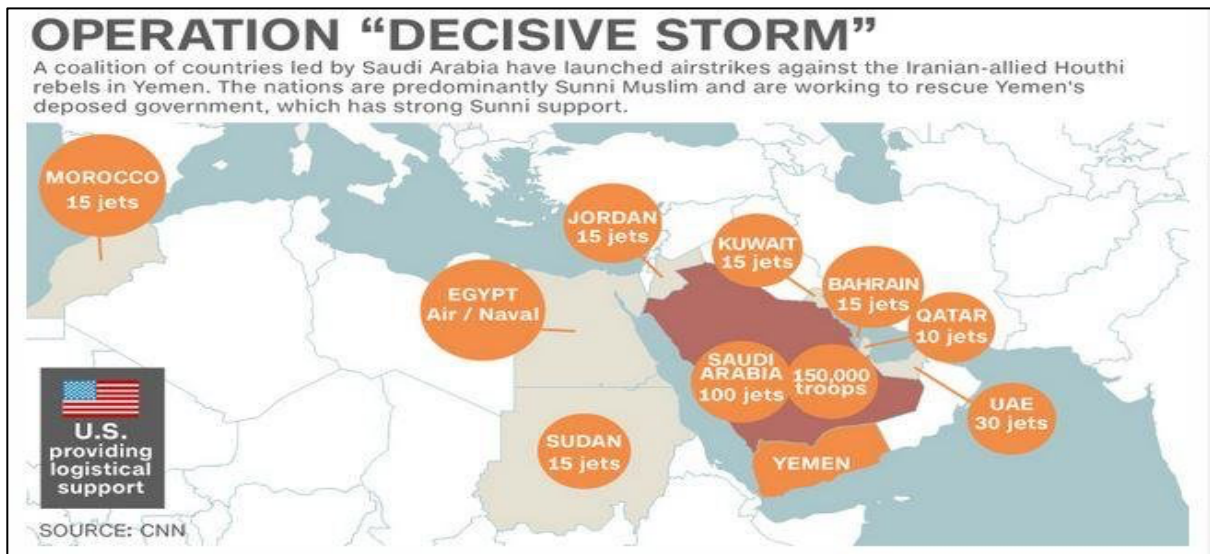 OPERATION “DECISIVE STORM”
A coalition of countries led by Saudi Arabia have launched airstrikes against the Iranian-allied Houthi
rebels in Yemen. The nations are predominantly Sunni Muslim and are working to rescue Yemen's
deposed government, which has strong Sunni support.
MOROCCO
15 jets
JORDAN
15 jets
KUWAIT
15 jets
BAHRAIN
15 jets
QATAR
10 jets
EGYPT
Air / Naval
SAUDI
ARABIA
100 jets
150,000
troops
UAE
30 jets
SUDAN
15 jets
YEMEN
U.S.
providing
logistical
support
SOURCE: CNN